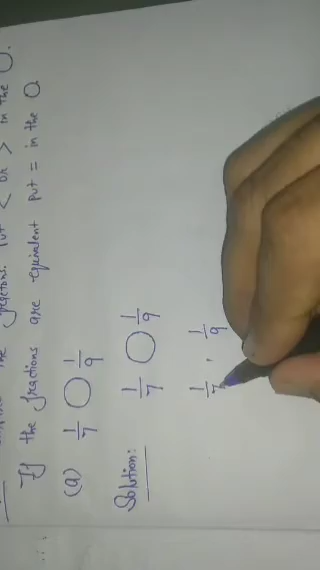 the fractions. Put < or > in the ○.
If the fractions are equivalent put = in the ○.
(a) 1/7 ○ 1/9
Solution: 1/7 ○ 1/9
1/7 , 1/9